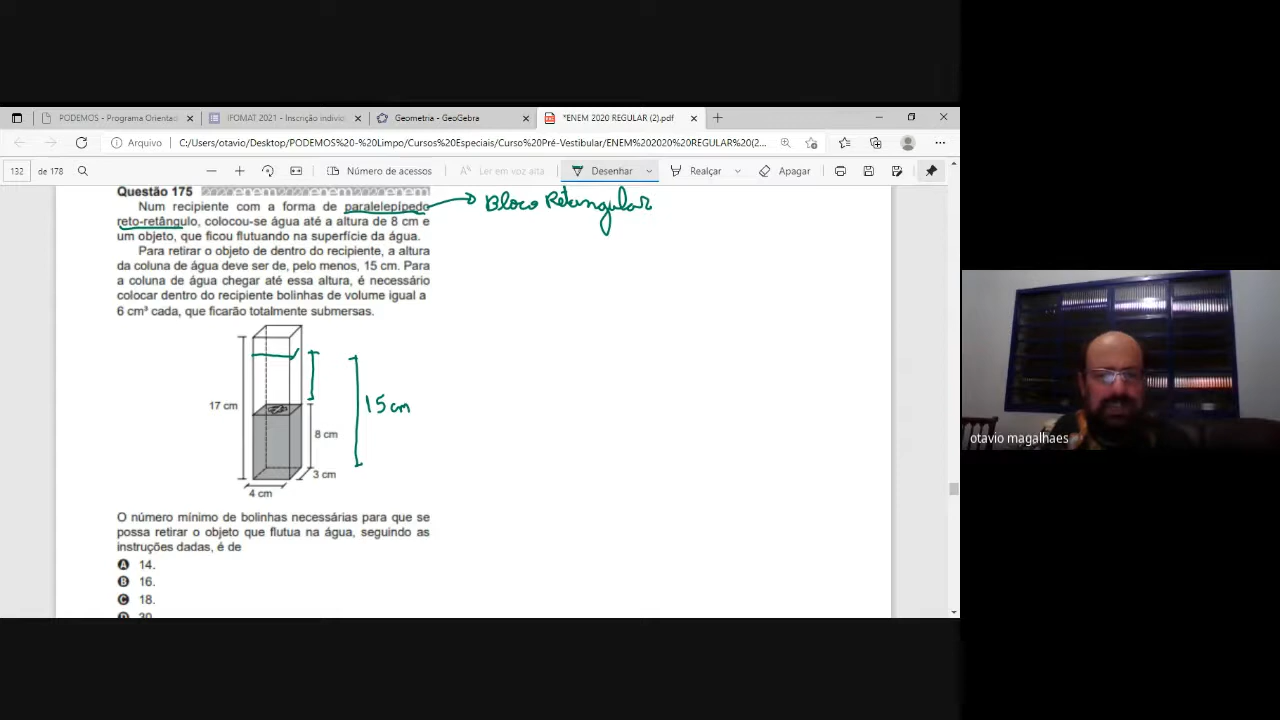 PODEMOS - Programa Orientad
IFOMAT 2021 - Inscrição individ
Geometria - GeoGebra
*ENEM 2020 REGULAR (2).pdf
Arquivo
C:/Users/otavio/Desktop/PODEMOS%20-%20Limpo/Cursos%20Especiais/Curso%20Pré-Vestibular/ENEM%202020%20REGULAR%20(2...
132
de 178
Número de acessos
Ler em voz alta
Desenhar
Realçar
Apagar
Questão 175
Num recipiente com a forma de paralelepípedo
Bloco Retangular
reto-retângulo, colocou-se água até a altura de 8 cm e
um objeto, que ficou flutuando na superfície da água.
Para retirar o objeto de dentro do recipiente, a altura
da coluna de água deve ser de, pelo menos, 15 cm. Para
a coluna de água chegar até essa altura, é necessário
colocar dentro do recipiente bolinhas de volume igual a
6 cm³ cada, que ficarão totalmente submersas.
17 cm
15 cm
8 cm
3 cm
4 cm
O número mínimo de bolinhas necessárias para que se
possa retirar o objeto que flutua na água, seguindo as
instruções dadas, é de
A 14.
B 16.
C 18.
D 30.
otavio magalhaes